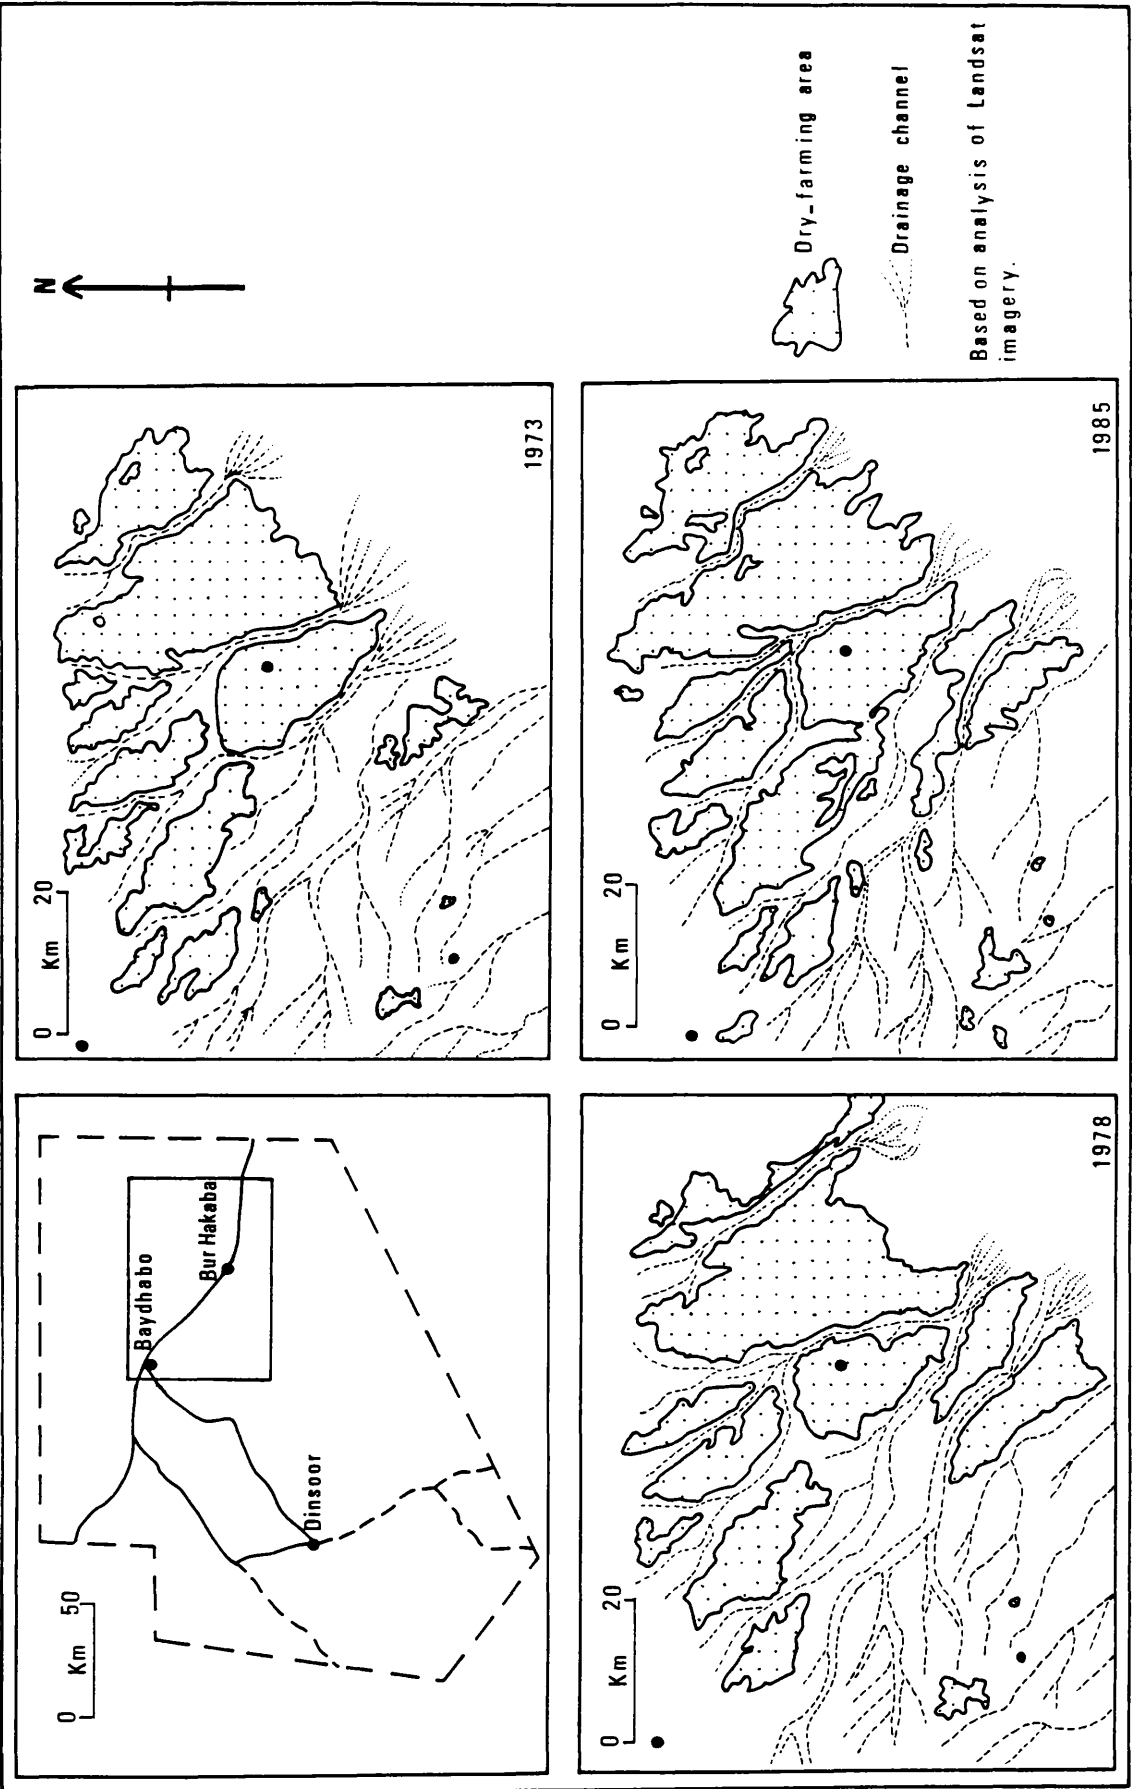 0 Km 50
Baydhabo
Bur Hakaba
Dinsoor
0 Km 20
1973
N
0 Km 20
1978
0 Km 20
1985
Dry-farming area
Drainage channel
Based on analysis of Landsat
imagery.